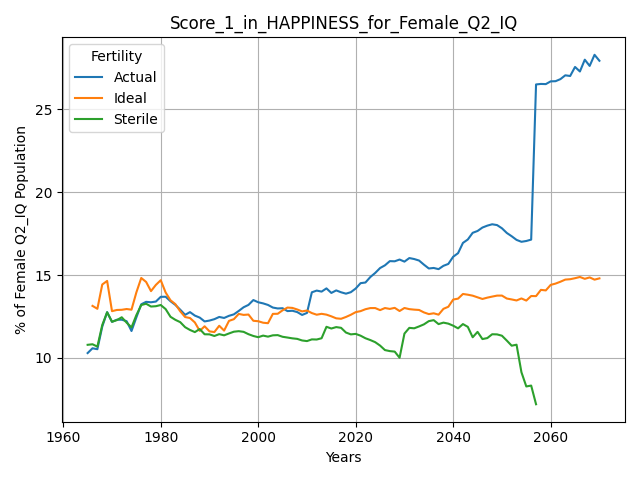 Score_1_in_HAPPINESS_for_Female_Q2_IQ
Fertility
Actual
Ideal
Sterile
% of Female Q2_IQ Population
25
20
15
10
1960 1980 2000 2020 2040 2060
Years